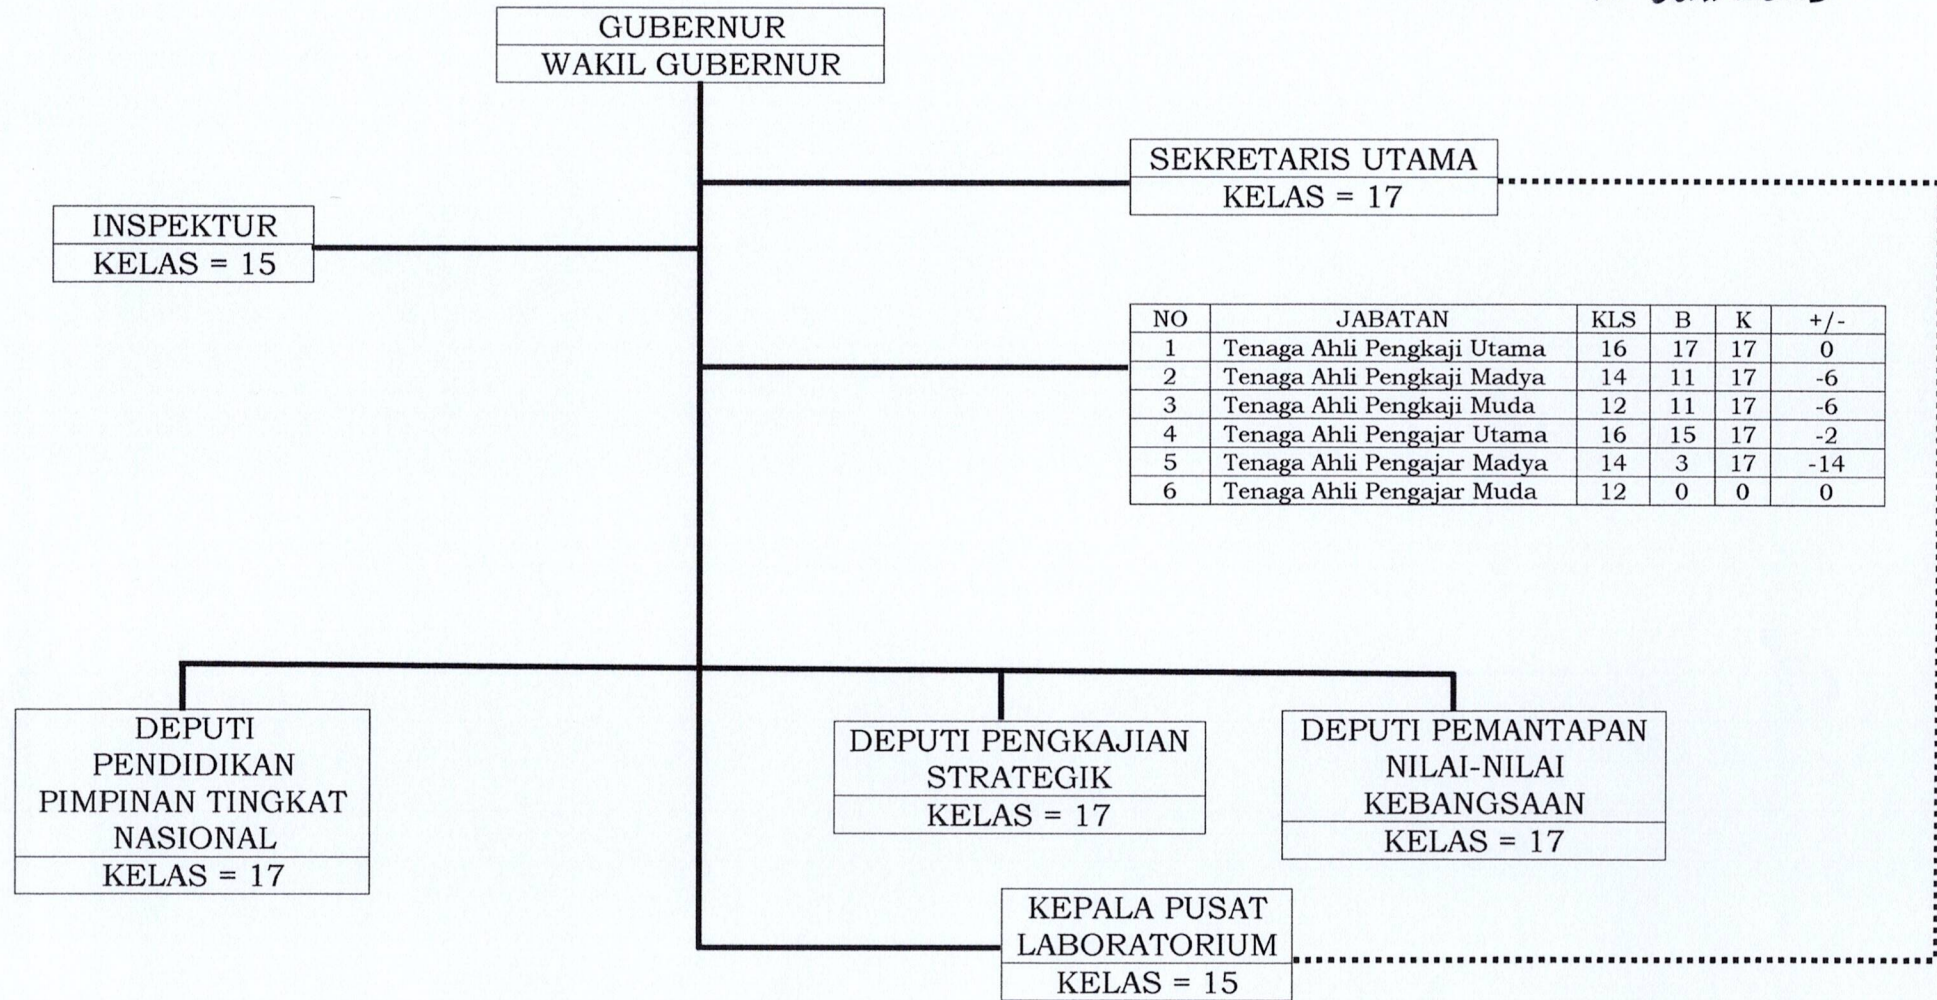 GUBERNUR
WAKIL GUBERNUR
SEKRETARIS UTAMA
KELAS = 17
INSPEKTUR
KELAS = 15
NO JABATAN KLS B K +/-
1 Tenaga Ahli Pengkaji Utama 16 17 17 0
2 Tenaga Ahli Pengkaji Madya 14 11 17 -6
3 Tenaga Ahli Pengkaji Muda 12 11 17 -6
4 Tenaga Ahli Pengajar Utama 16 15 17 -2
5 Tenaga Ahli Pengajar Madya 14 3 17 -14
6 Tenaga Ahli Pengajar Muda 12 0 0 0
DEPUTI
PENDIDIKAN
PIMPINAN TINGKAT
NASIONAL
KELAS = 17
DEPUTI PENGKAJIAN
STRATEGIK
KELAS = 17
DEPUTI PEMANTAPAN
NILAI-NILAI
KEBANGSAAN
KELAS = 17
KEPALA PUSAT
LABORATORIUM
KELAS = 15